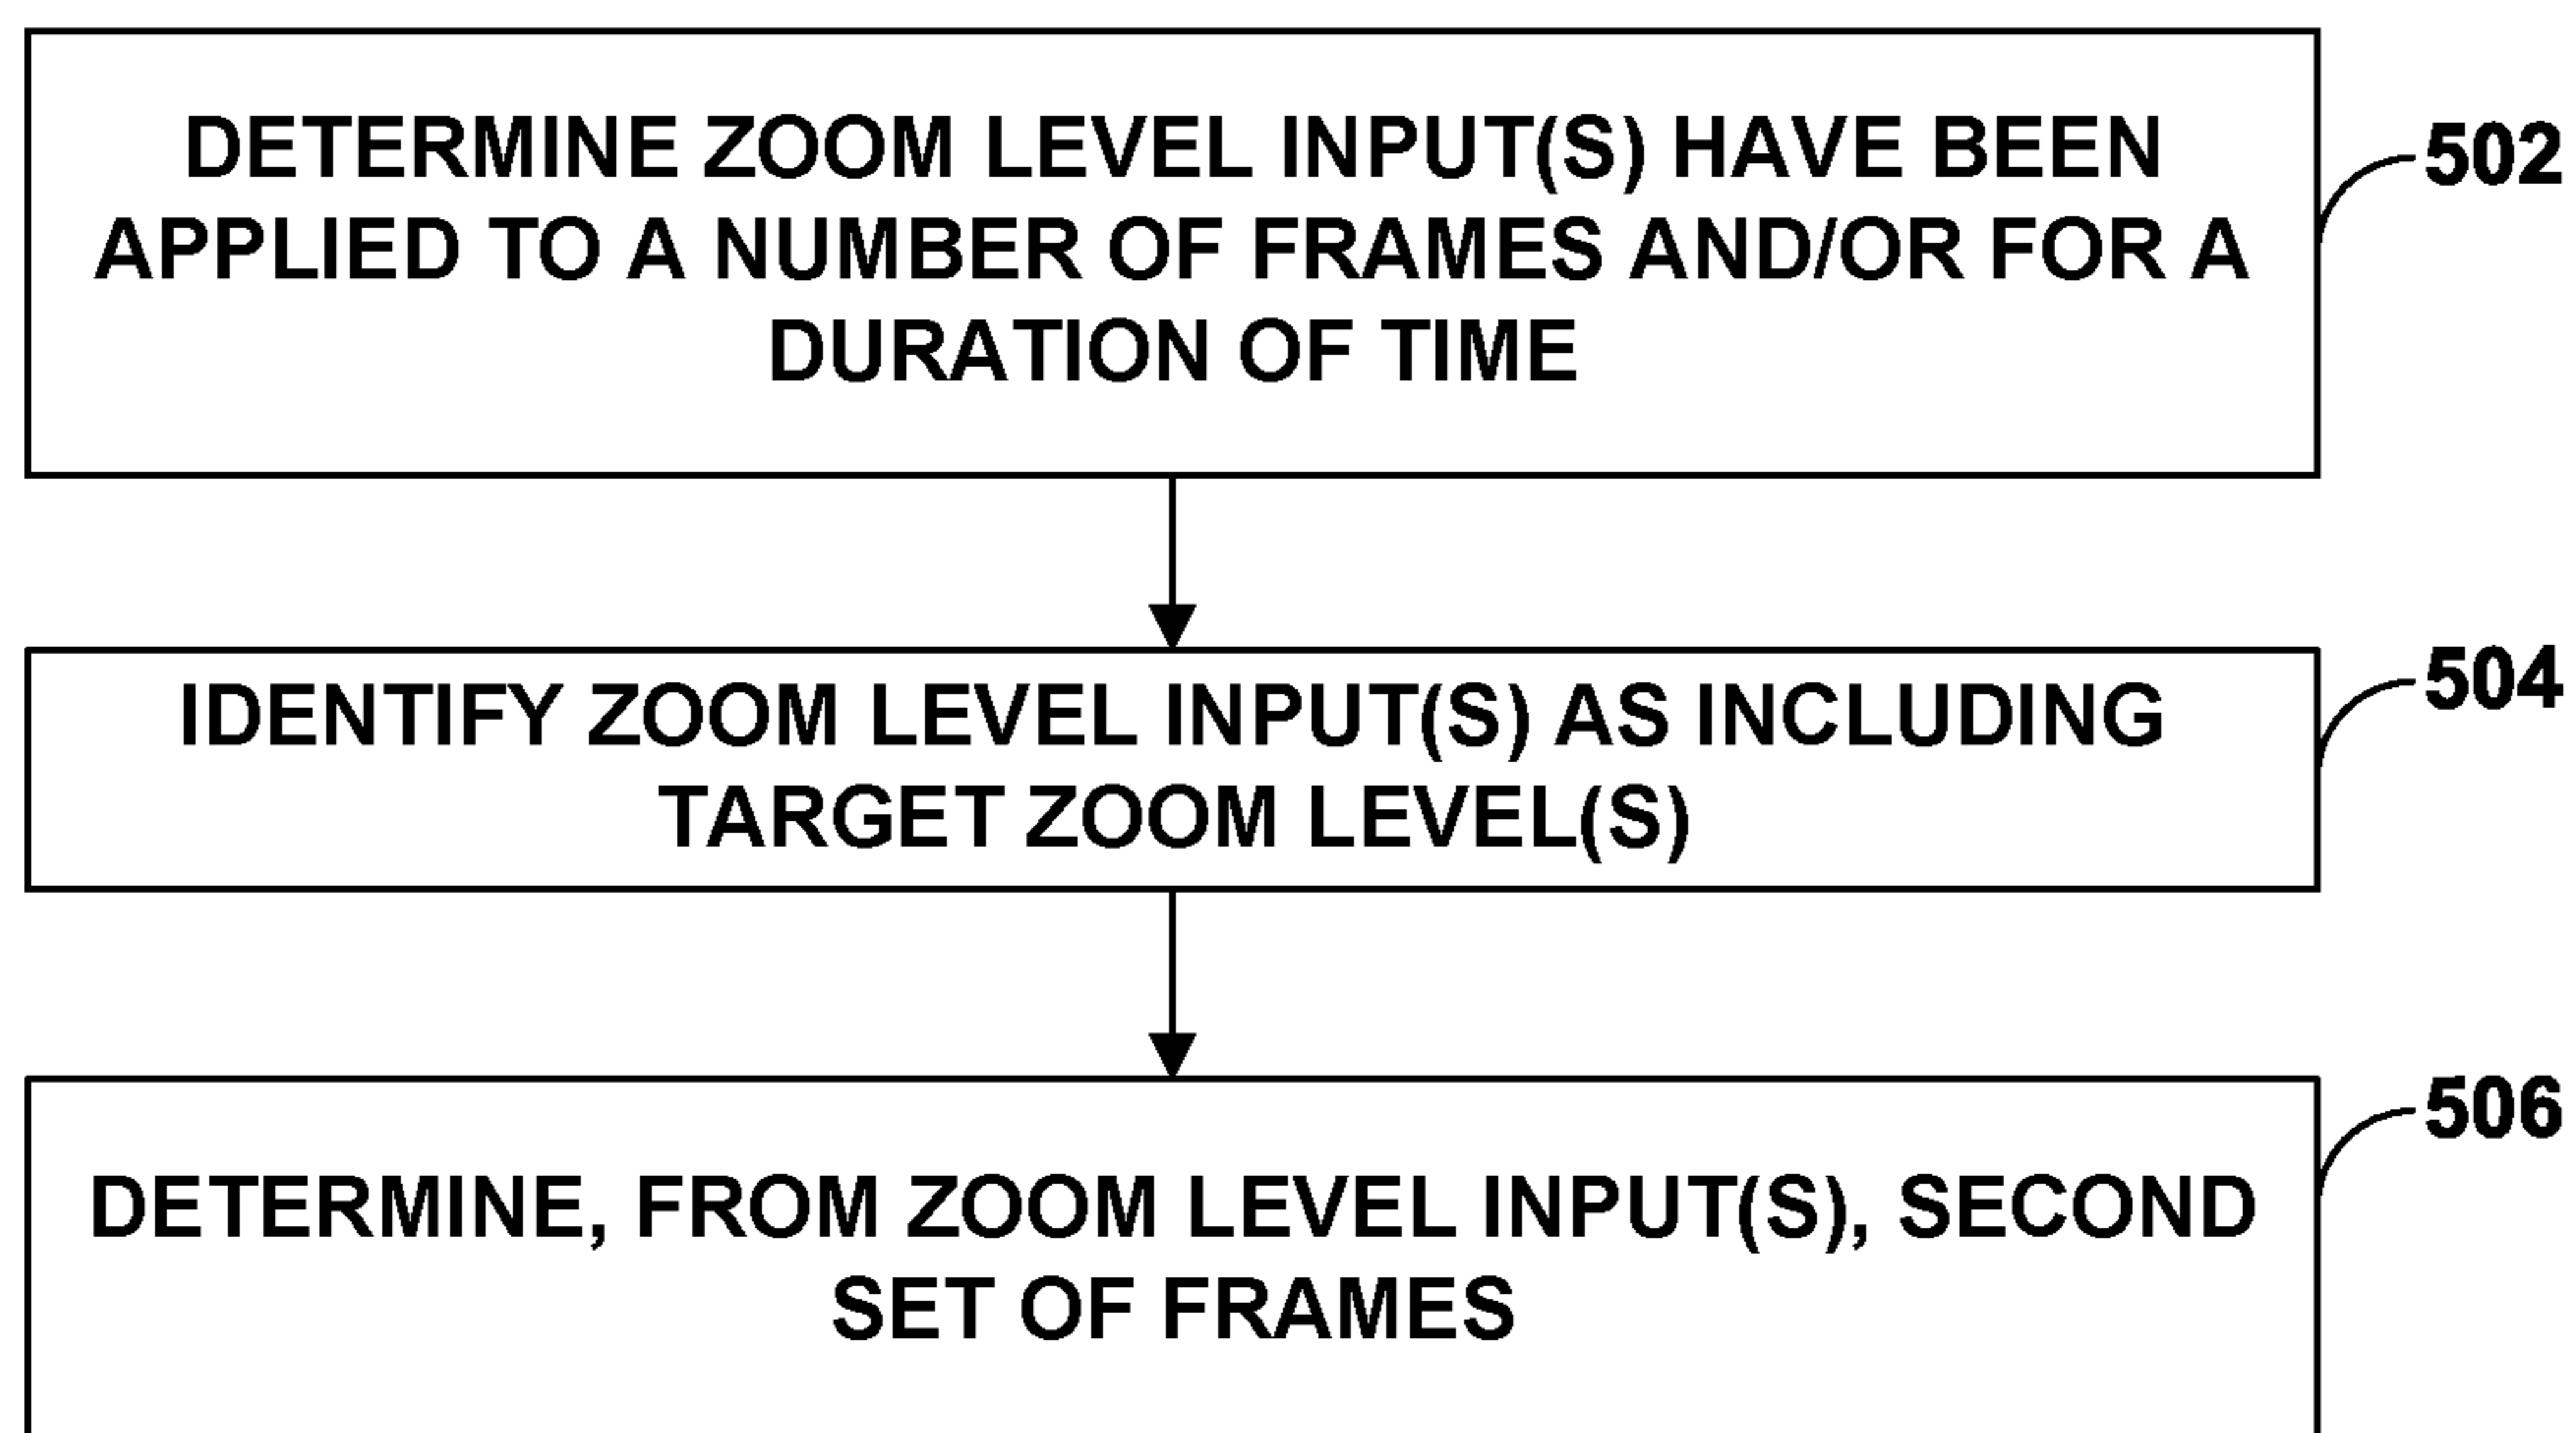 DETERMINE ZOOM LEVEL INPUT(S) HAVE BEEN
APPLIED TO A NUMBER OF FRAMES AND/OR FOR A
DURATION OF TIME
502
IDENTIFY ZOOM LEVEL INPUT(S) AS INCLUDING
TARGET ZOOM LEVEL(S)
504
DETERMINE, FROM ZOOM LEVEL INPUT(S), SECOND
SET OF FRAMES
506